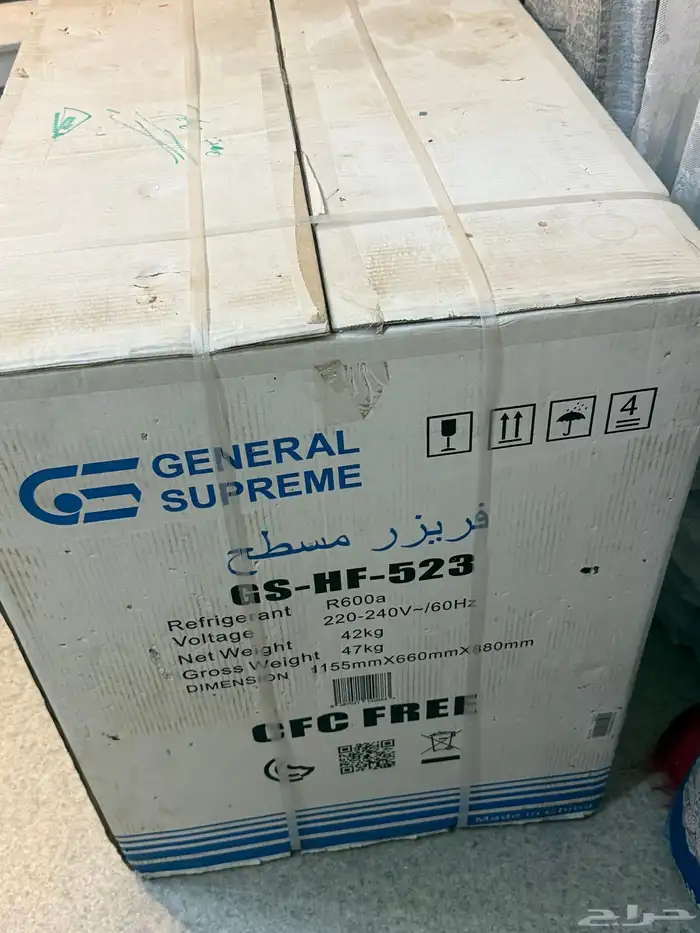 GENERAL
SUPREME
4
فريزر مسطح
GS-HF-523
Refrigerant R600a
Voltage 220-240V~/60Hz
Net Weight 42kg
Gross Weight 47kg
DIMENSION 1155mmX660mmX880mm
CFC FREE
Made in China
حراج